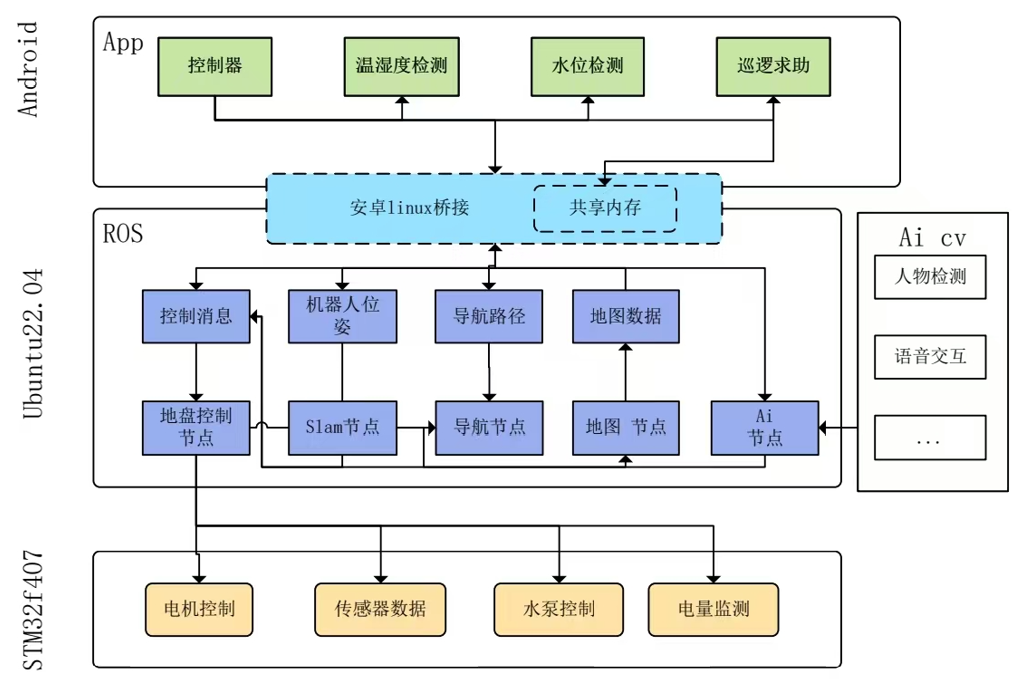 Android
App
控制器
温湿度检测
水位检测
巡逻求助
安卓linux桥接
共享内存
Ubuntu22.04
ROS
控制消息
机器人位
姿
导航路径
地图数据
地盘控制
节点
Slam节点
导航节点
地图 节点
Ai
节点
Ai cv
人物检测
语音交互
...
STM32f407
电机控制
传感器数据
水泵控制
电量监测